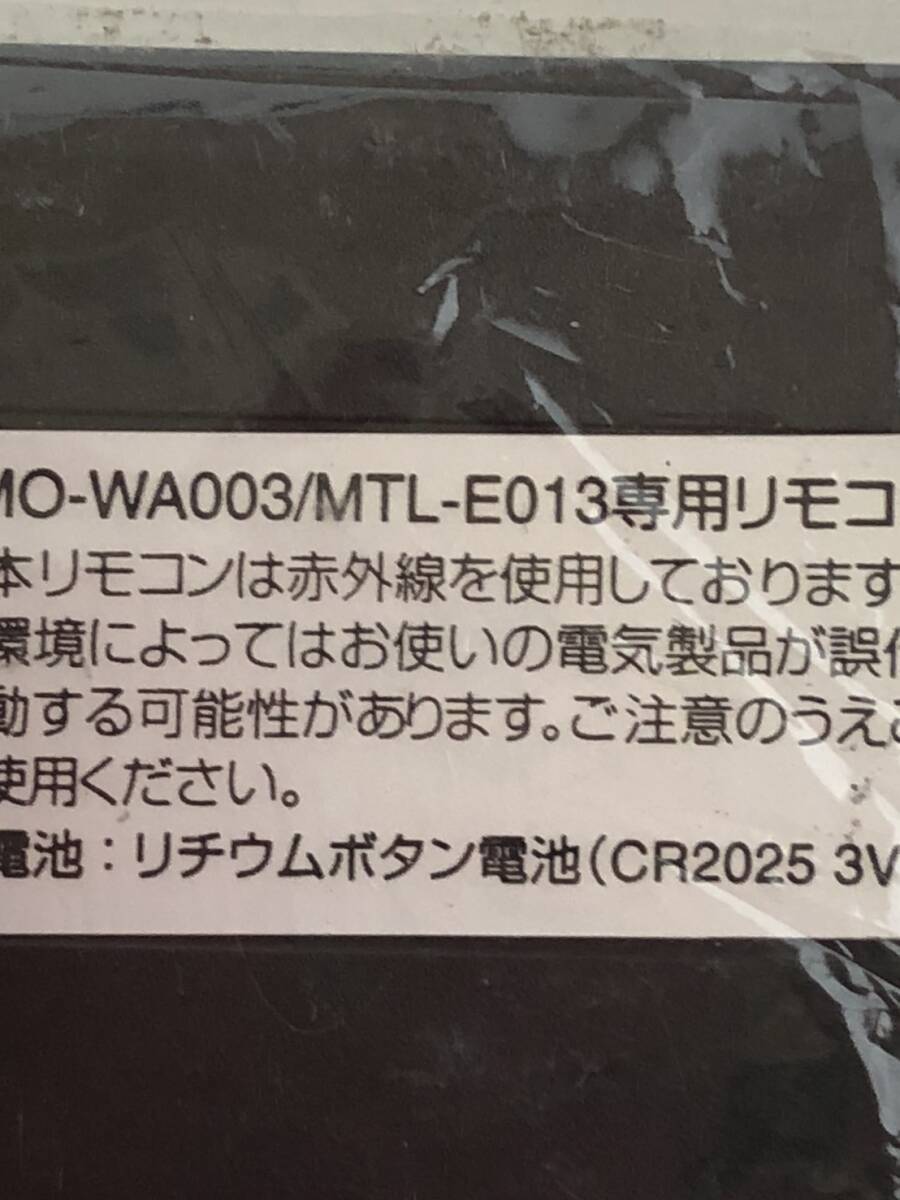 MO-WA003/MTL-E013専用リモコ
本リモコンは赤外線を使用しております
環境によってはお使いの電気製品が誤作
動する可能性があります。ご注意のうえご
使用ください。
電池：リチウムボタン電池(CR2025 3V